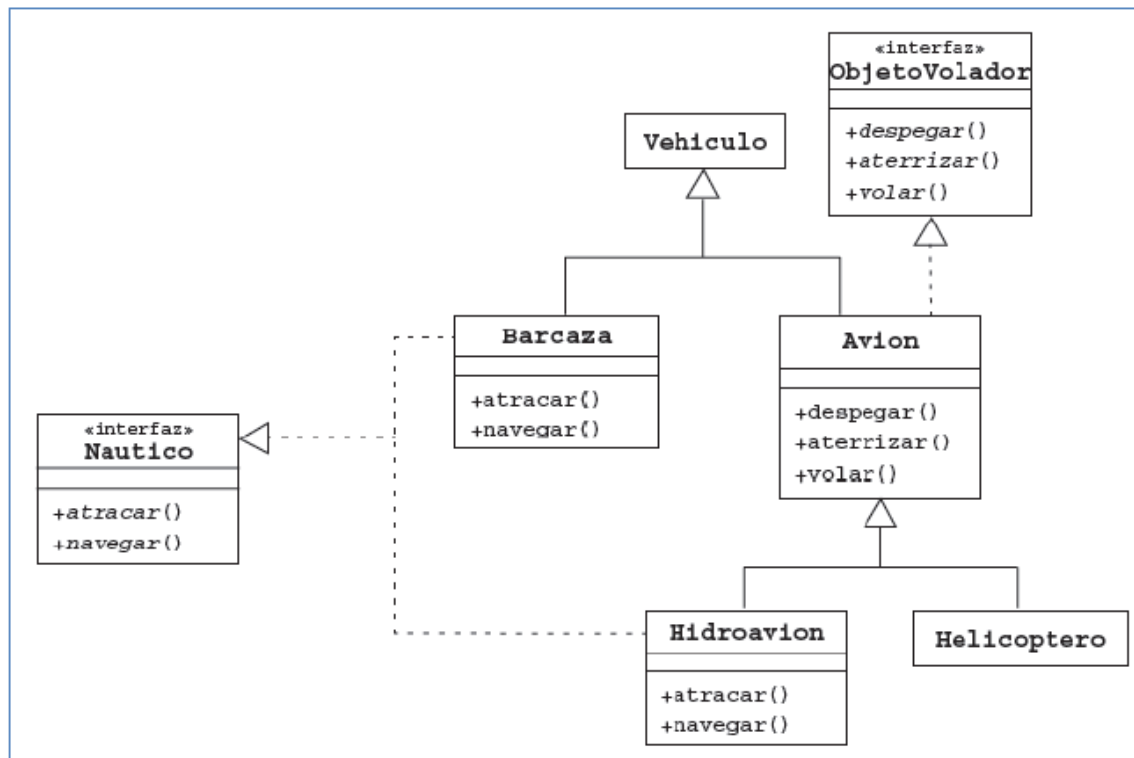 «interfaz»
ObjetoVolador
+despegar()
+aterrizar()
+volar()
Vehiculo
Barcaza
+atracar()
+navegar()
Avion
+despegar()
+aterrizar()
+volar()
«interfaz»
Nautico
+atracar()
+navegar()
Hidroavion
+atracar()
+navegar()
Helicoptero